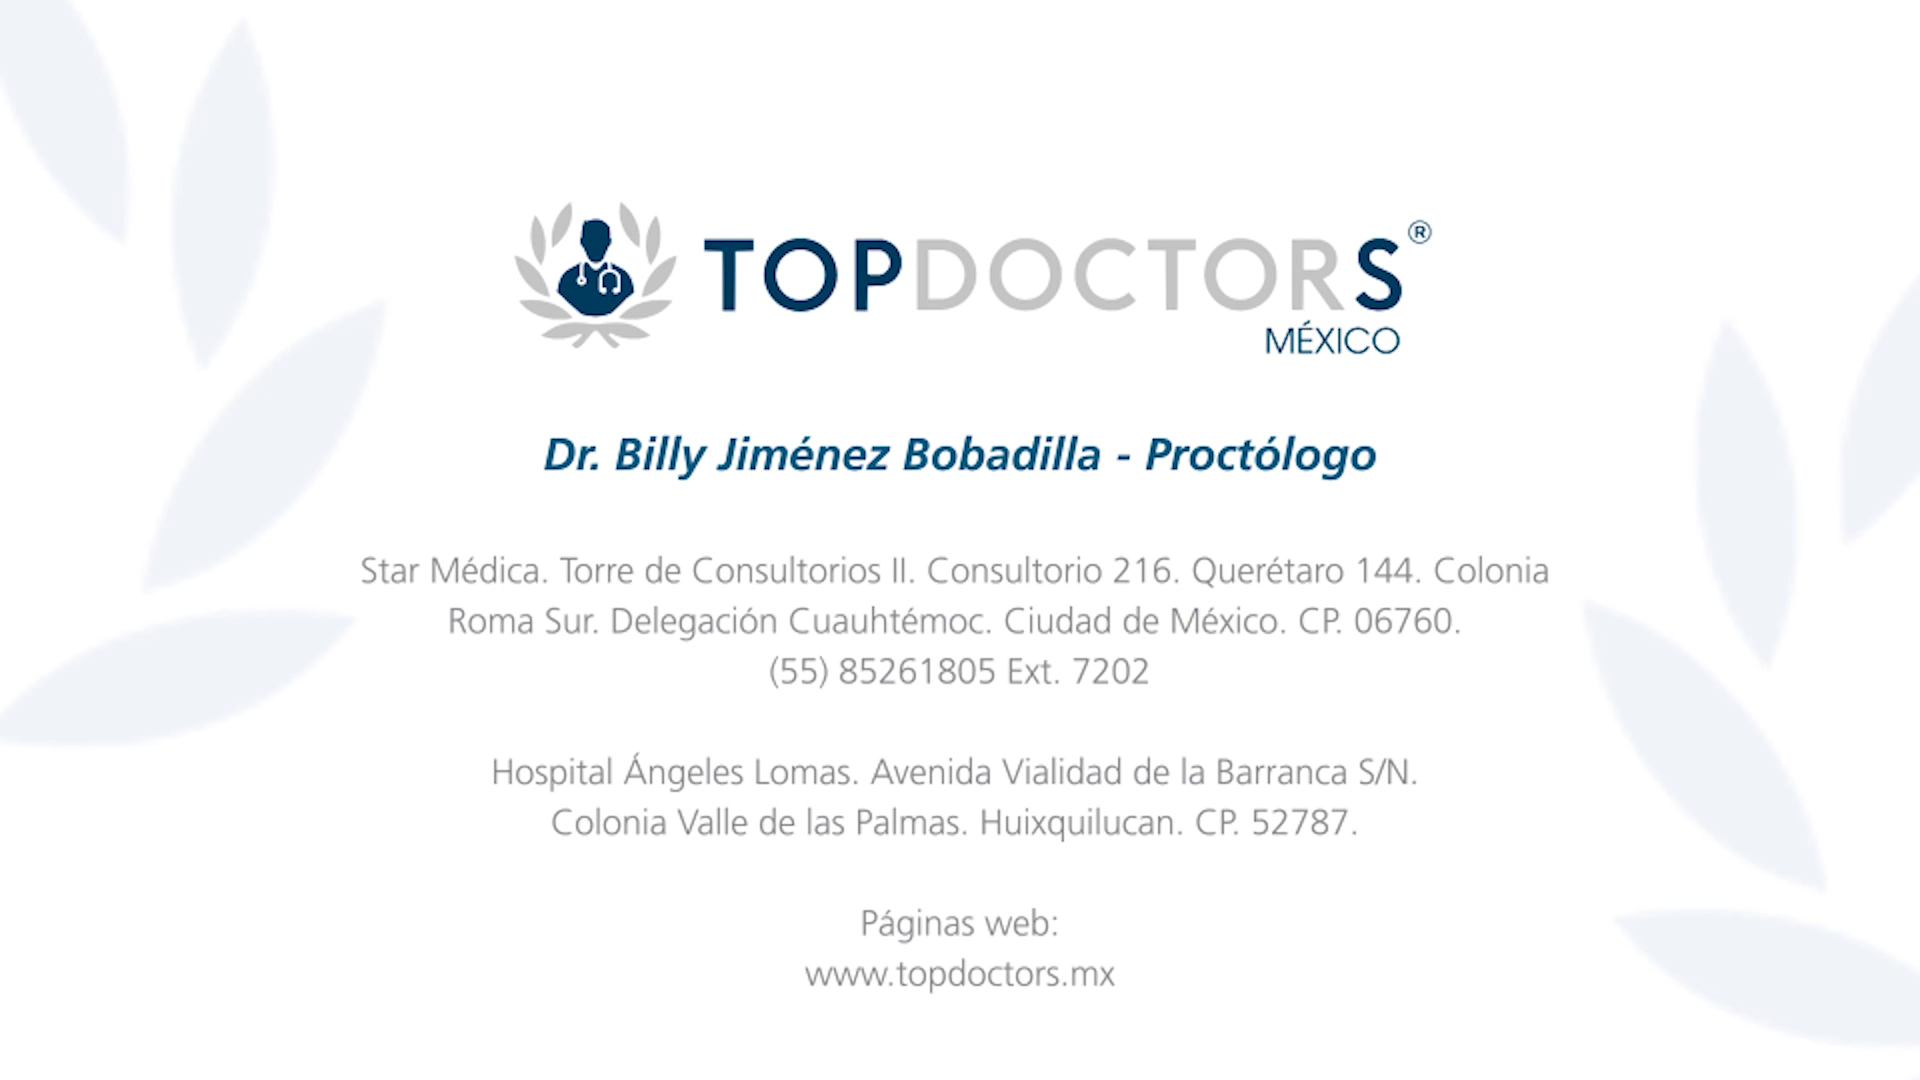 TOPDOCTORS®
MÉXICO
Dr. Billy Jiménez Bobadilla - Proctólogo
Star Médica. Torre de Consultorios II. Consultorio 216. Querétaro 144. Colonia
Roma Sur. Delegación Cuauhtémoc. Ciudad de México. CP. 06760.
(55) 85261805 Ext. 7202
Hospital Ángeles Lomas. Avenida Vialidad de la Barranca S/N.
Colonia Valle de las Palmas. Huixquilucan. CP. 52787.
Páginas web:
www.topdoctors.mx